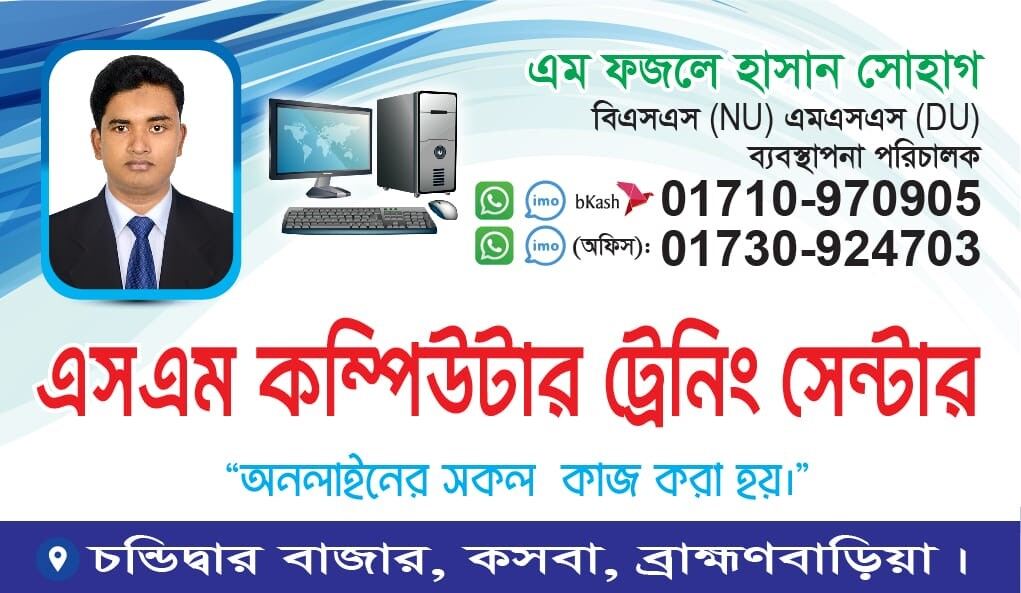 এম ফজলে হাসান সোহাগ
বিএসএস (NU) এমএসএস (DU)
ব্যবস্থাপনা পরিচালক
imo bKash 01710-970905
imo (অফিস): 01730-924703
এসএম কম্পিউটার ট্রেনিং সেন্টার
“অনলাইনের সকল কাজ করা হয়।”
চন্ডিদ্বার বাজার, কসবা, ব্রাহ্মণবাড়িয়া।